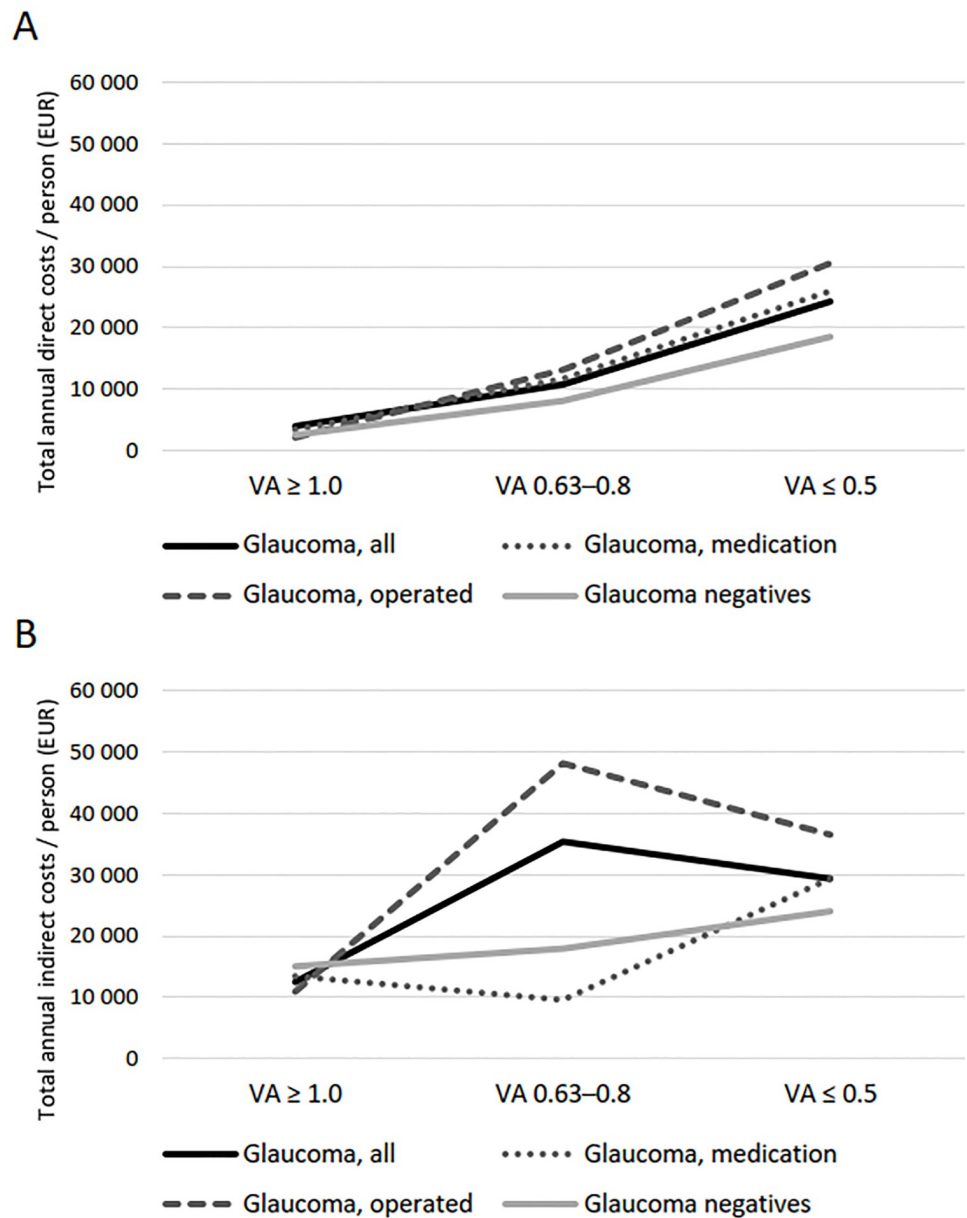 A
Total annual direct costs / person (EUR)
60 000
50 000
40 000
30 000
20 000
10 000
0
VA ≥ 1.0 VA 0.63–0.8 VA ≤ 0.5
Glaucoma, all Glaucoma, medication
Glaucoma, operated Glaucoma negatives
B
Total annual indirect costs / person (EUR)
60 000
50 000
40 000
30 000
20 000
10 000
0
VA ≥ 1.0 VA 0.63–0.8 VA ≤ 0.5
Glaucoma, all Glaucoma, medication
Glaucoma, operated Glaucoma negatives